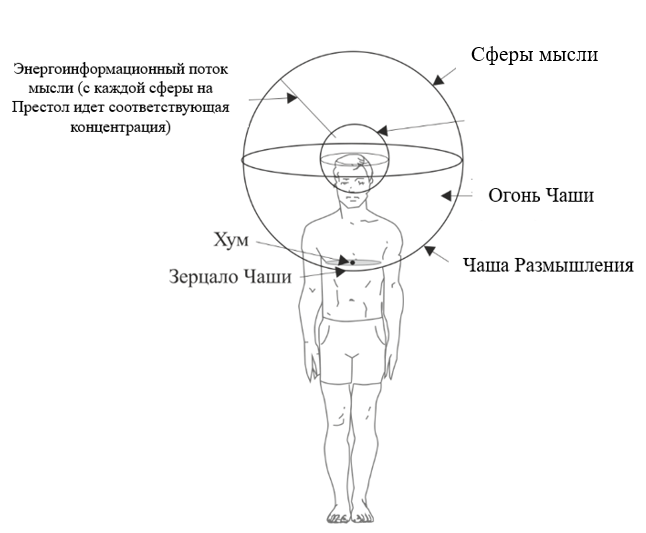 Сферы мысли
Энергоинформационный поток
мысли (с каждой сферы на
Престол идет соответствующая
концентрация)
Огонь Чаши
Хум
Чаша Размышления
Зерцало Чаши